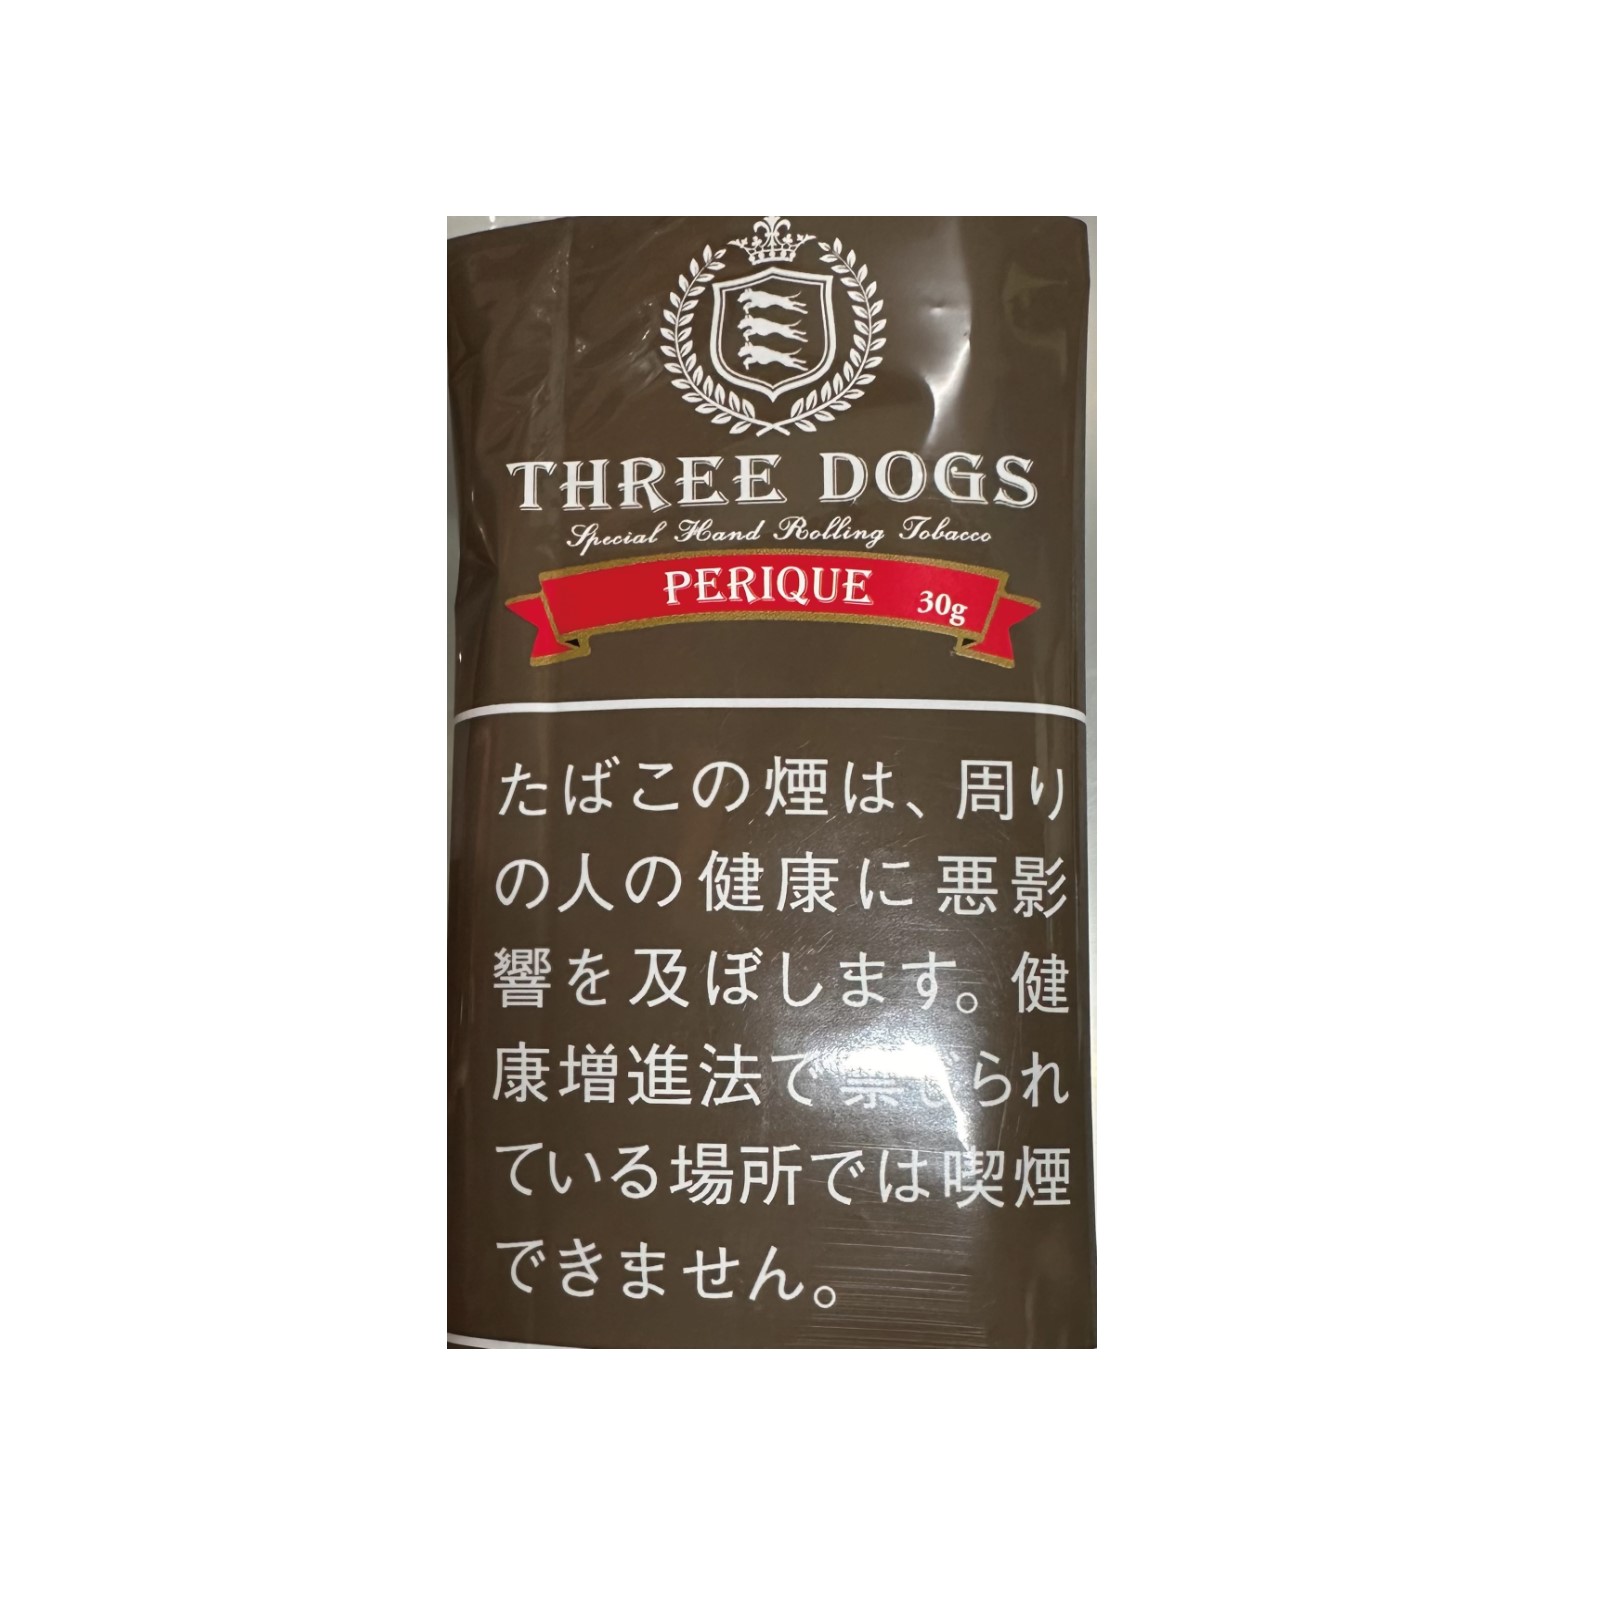 THREE DOGS
Special Hand Rolling Tobacco
PERIQUE 30g
たばこの煙は、周り
の人の健康に悪影
響を及ぼします。健
康増進法で禁じられ
ている場所では喫煙
できません。